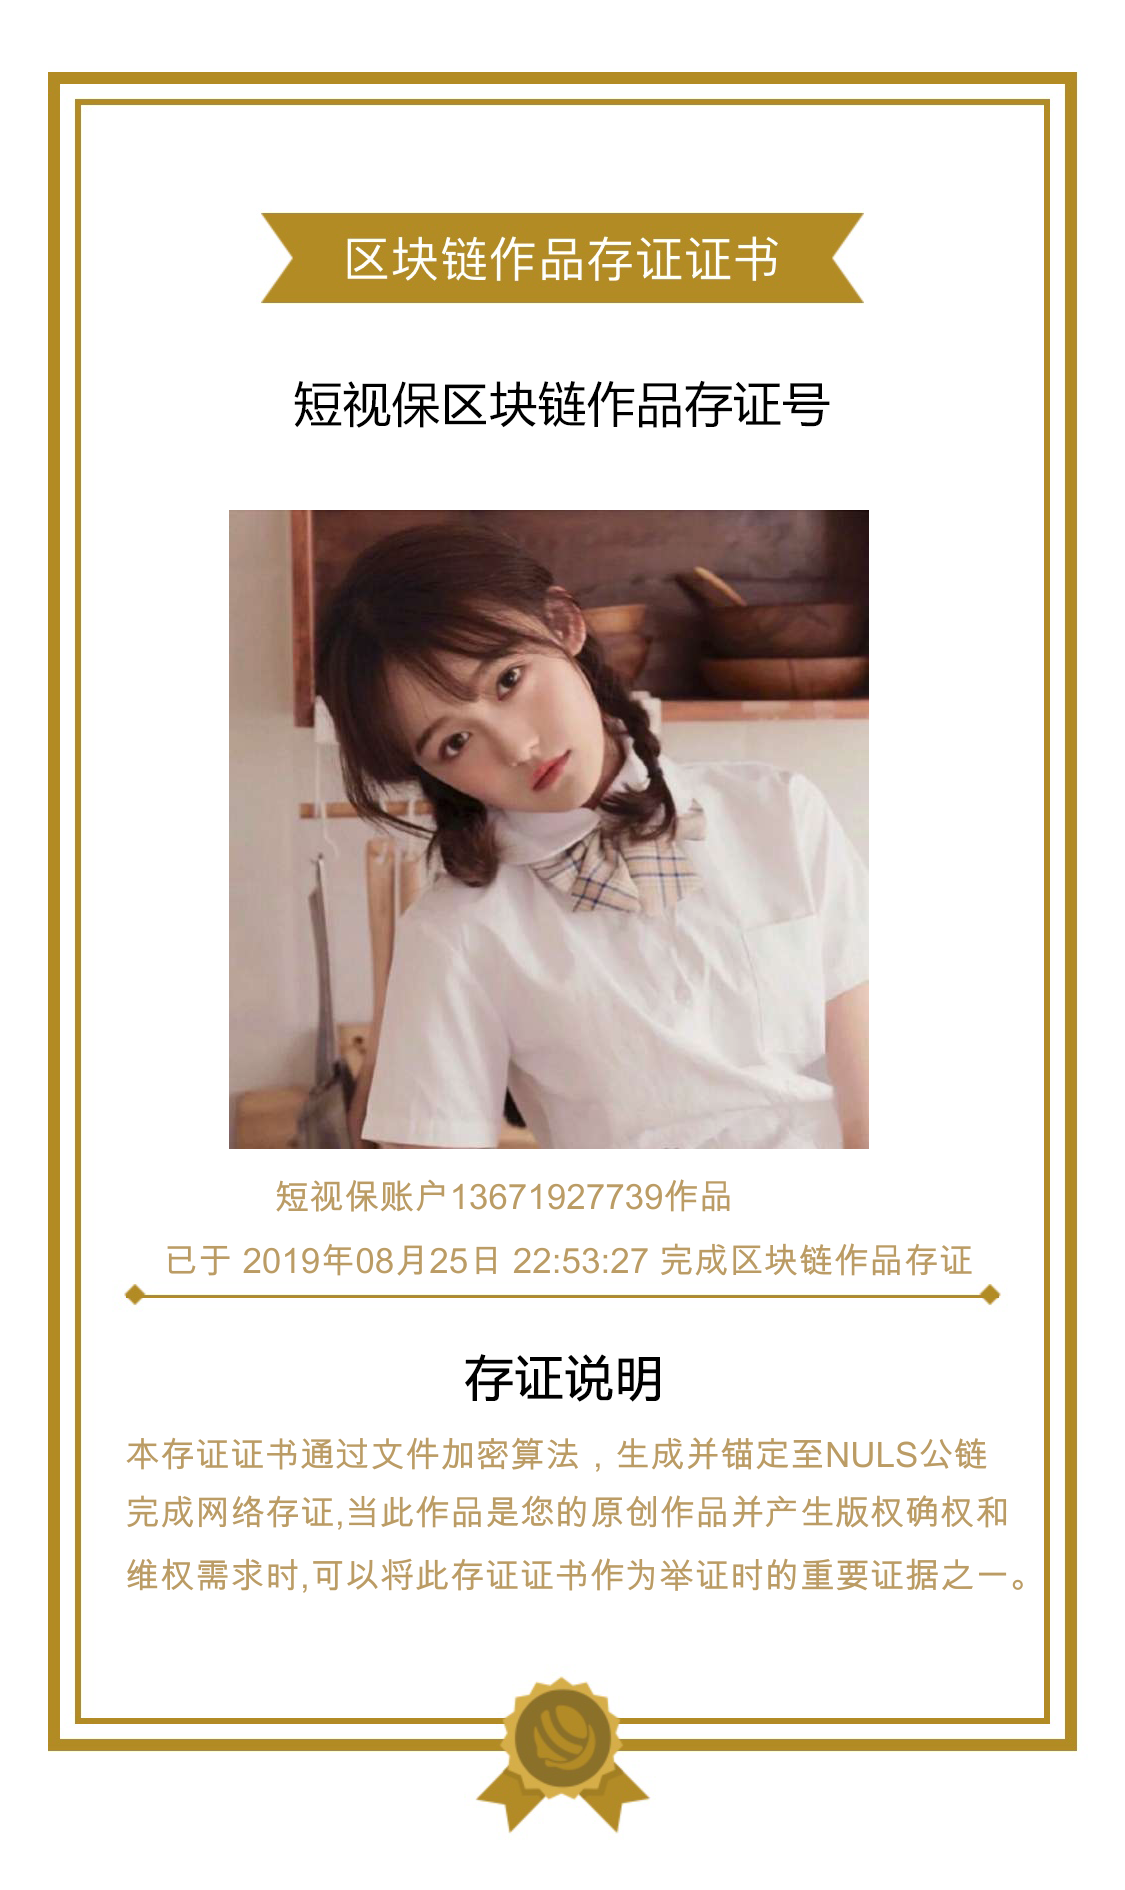 区块链作品存证证书
短视保区块链作品存证号
短视保账户13671927739作品
已于 2019年08月25日 22:53:27 完成区块链作品存证
存证说明
本存证证书通过文件加密算法，生成并锚定至NULS公链
完成网络存证,当此作品是您的原创作品并产生版权确权和
维权需求时,可以将此存证证书作为举证时的重要证据之一。